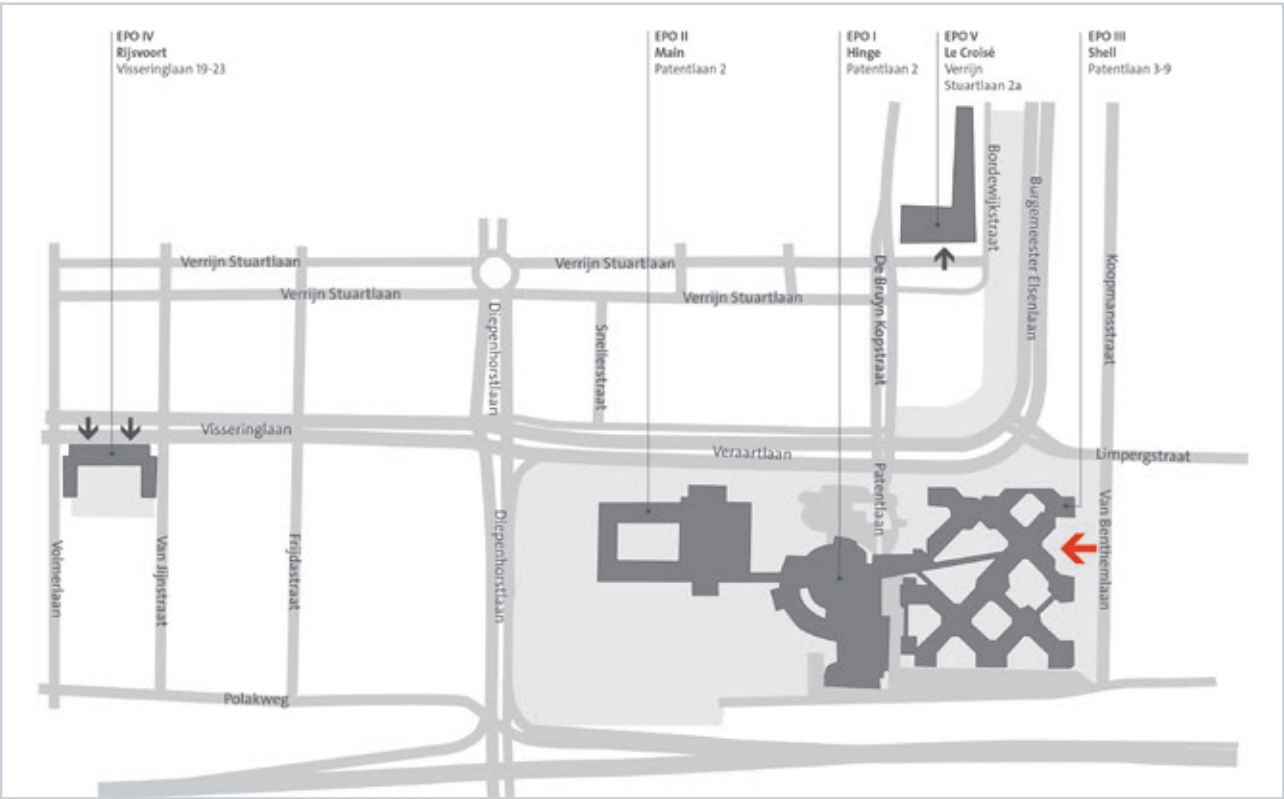 EPO IV
Rijsvoort
Visseringlaan 19-23
EPO II
Main
Patentlaan 2
EPO I
Hinge
Patentlaan 2
EPO V
Le Croisé
Verrijn
Stuartlaan 2a
EPO III
Shell
Patentlaan 3-9
Bordewijkstraat
Burgemeester Elsenlaan
Koopmansstraat
Verrijn Stuartlaan
Verrijn Stuartlaan
De Bruyn Kopstraat
Verrijn Stuartlaan
Verrijn Stuartlaan
Diepenhorstlaan
Snellerstraat
Visseringlaan
Veraartlaan
Limpergstraat
Patentlaan
Van Benthemlaan
Volmerlaan
Van Jijnstraat
Frijdastraat
Diepenhorstlaan
Polakweg